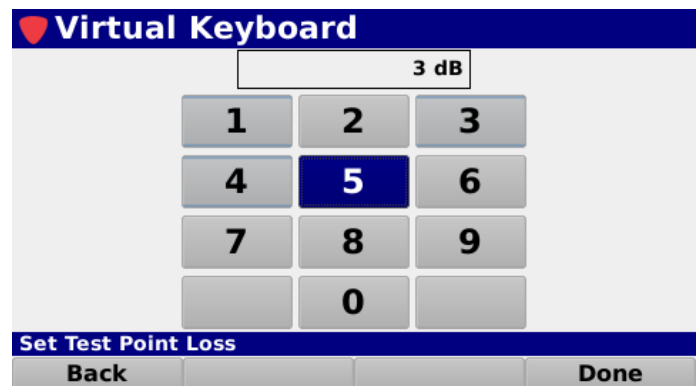 Virtual Keyboard
3 dB
1 2 3
4 5 6
7 8 9
0
Set Test Point Loss
Back Done